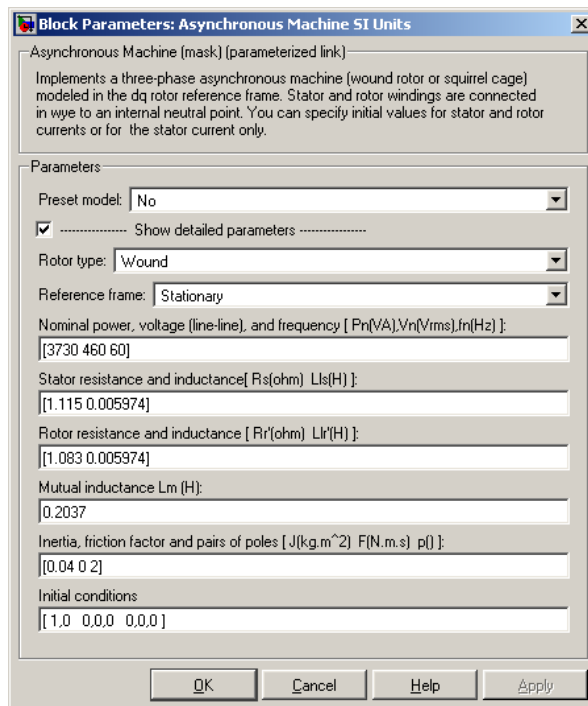 Block Parameters: Asynchronous Machine SI Units
Asynchronous Machine (mask) (parameterized link)
Implements a three-phase asynchronous machine (wound rotor or squirrel cage)
modeled in the dq rotor reference frame. Stator and rotor windings are connected
in wye to an internal neutral point. You can specify initial values for stator and rotor
currents or for the stator current only.
Parameters
Preset model: No
---------------- Show detailed parameters ----------------
Rotor type: Wound
Reference frame: Stationary
Nominal power, voltage (line-line), and frequency [ Pn(VA),Vn(Vrms),fn(Hz) ]:
[3730 460 60]
Stator resistance and inductance[ Rs(ohm) Lls(H) ]:
[1.115 0.005974]
Rotor resistance and inductance [ Rr'(ohm) Llr'(H) ]:
[1.083 0.005974]
Mutual inductance Lm (H):
0.2037
Inertia, friction factor and pairs of poles [ J(kg.m^2) F(N.m.s) p() ]:
[0.04 0 2]
Initial conditions
[ 1,0 0,0,0 0,0,0 ]
OK Cancel Help Apply